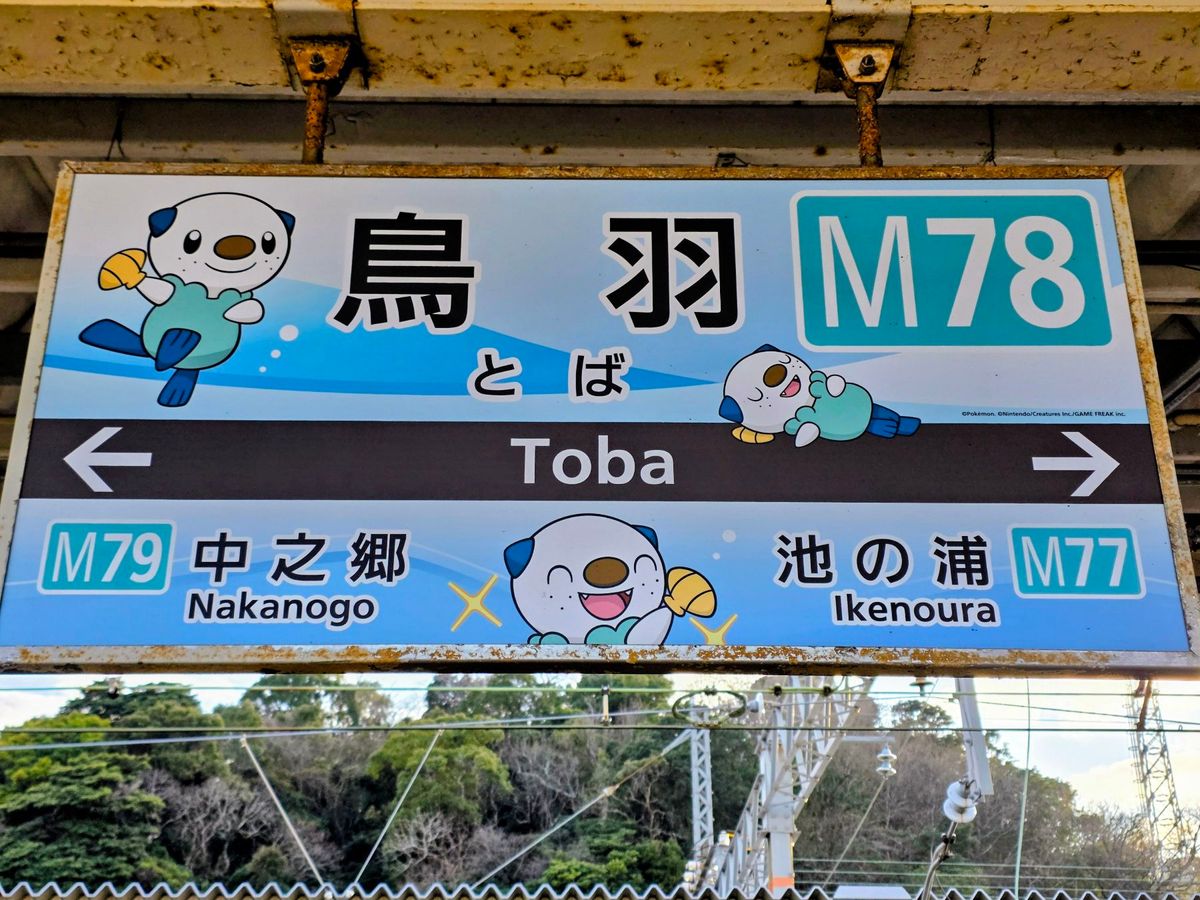 鳥羽 M78
とば
©Pokémon. ©Nintendo/Creatures Inc./GAME FREAK inc.
← Toba →
M79 中之郷
Nakanogo
池の浦 M77
Ikenoura